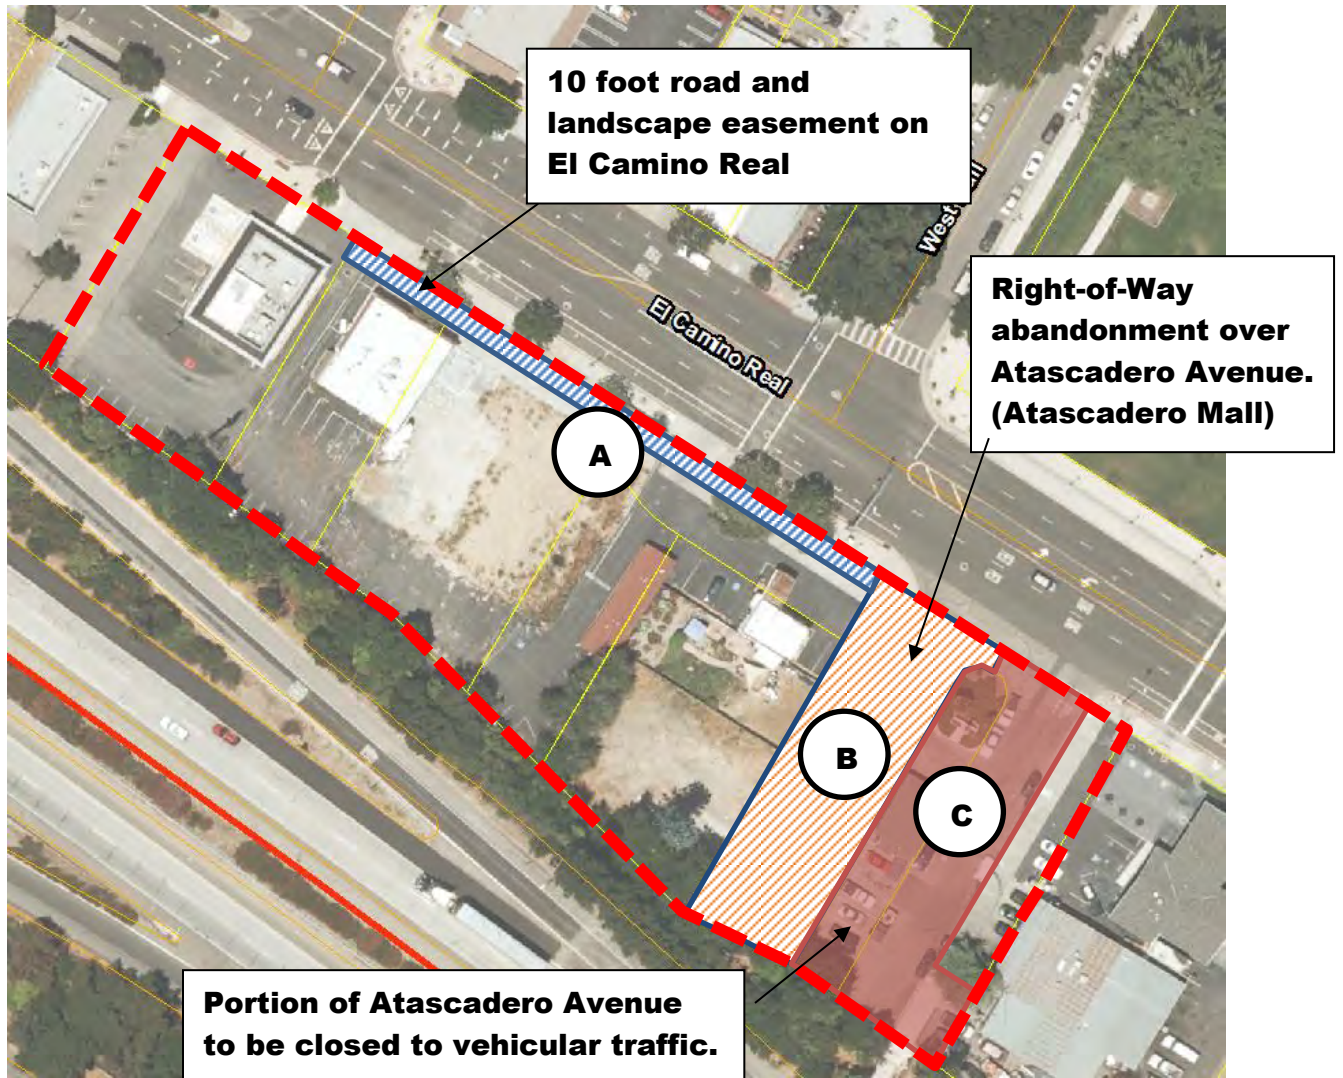 10 foot road and
landscape easement on
El Camino Real
West
El Camino Real
Right-of-Way
abandonment over
Atascadero Avenue.
(Atascadero Mall)
A
B
C
Portion of Atascadero Avenue
to be closed to vehicular traffic.